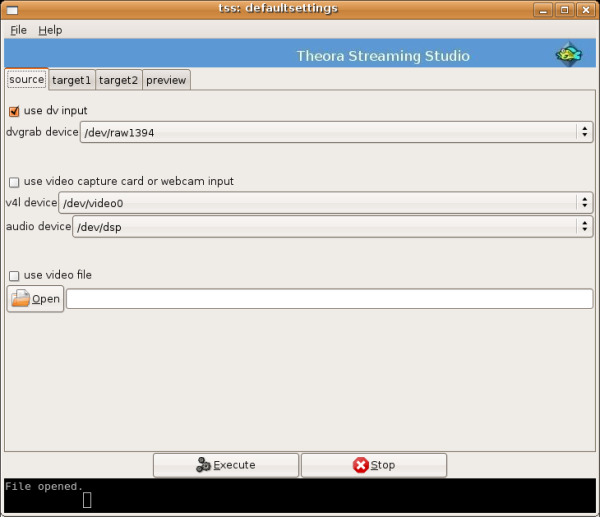 tss: defaultsettings
File Help
Theora Streaming Studio
source target1 target2 preview
use dv input
dvgrab device /dev/raw1394
use video capture card or webcam input
v4l device /dev/video0
audio device /dev/dsp
use video file
Open
Execute Stop
File opened.